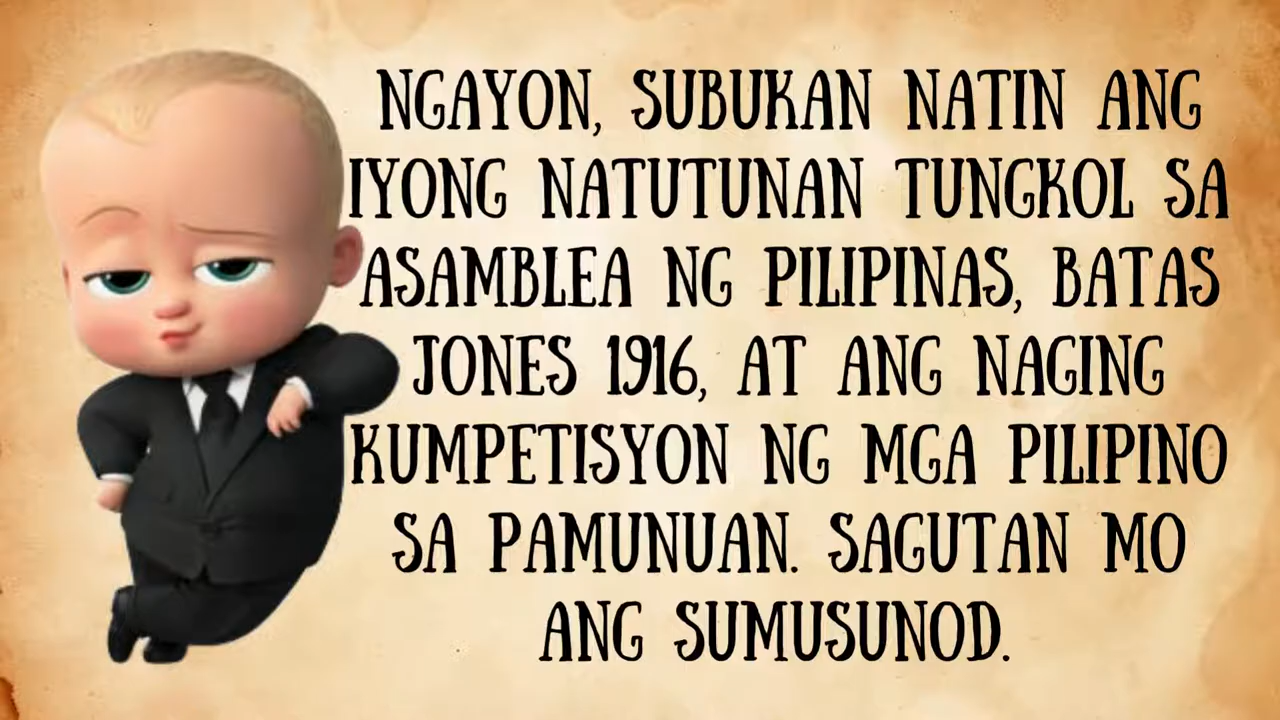 NGAYON, SUBUKAN NATIN ANG
IYONG NATUTUNAN TUNGKOL SA
ASAMBLEA NG PILIPINAS, BATAS
JONES 1916, AT ANG NAGING
KUMPETISYON NG MGA PILIPINO
SA PAMUNUAN. SAGUTAN MO
ANG SUMUSUNOD.